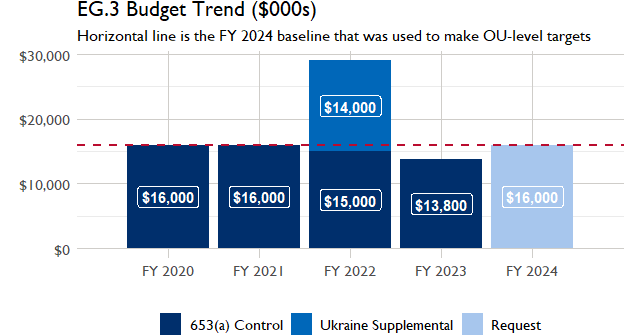 EG.3 Budget Trend ($000s)
Horizontal line is the FY 2024 baseline that was used to make OU-level targets
$30,000
$20,000
$10,000
$0
$16,000
$16,000
$14,000
$15,000
$13,800
$16,000
FY 2020 FY 2021 FY 2022 FY 2023 FY 2024
653(a) Control Ukraine Supplemental Request